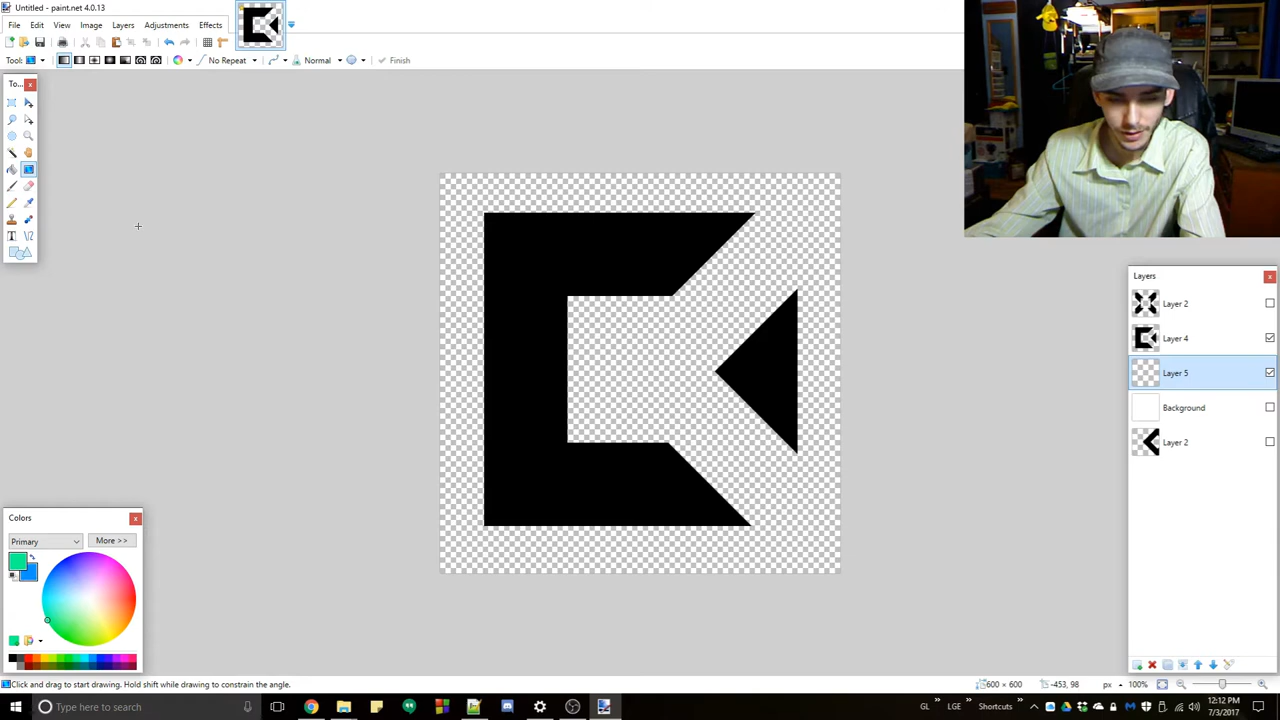 Untitled - paint.net 4.0.13
File Edit View Image Layers Adjustments Effects
Tool: No Repeat Normal Finish
To...
Layers
Layer 2
Layer 4
Layer 5
Background
Layer 2
Colors
Primary More >>
Click and drag to start drawing. Hold shift while drawing to constrain the angle. 600 × 600 -453, 98 px 100%
Type here to search GL LGE Shortcuts 12:12 PM
7/3/2017